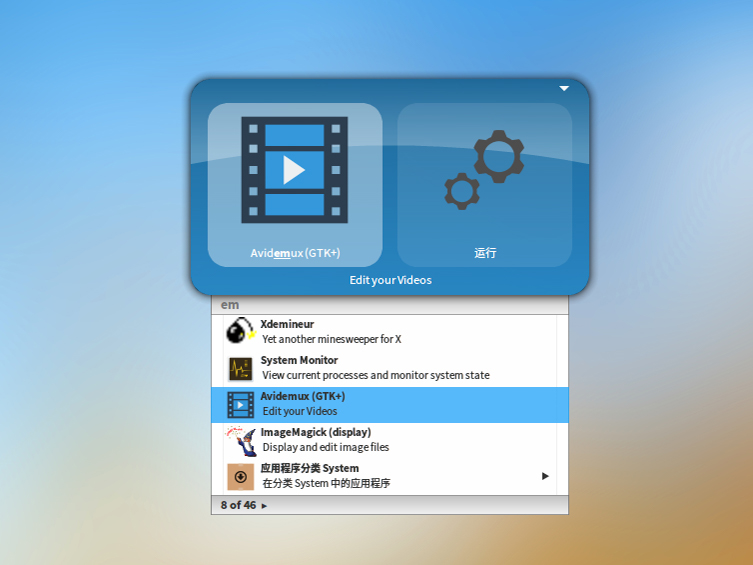 Avidemux (GTK+)
运行
Edit your Videos
em
Xdemineur
Yet another minesweeper for X
System Monitor
View current processes and monitor system state
Avidemux (GTK+)
Edit your Videos
ImageMagick (display)
Display and edit image files
应用程序分类 System
在分类 System 中的应用程序
8 of 46 ▸